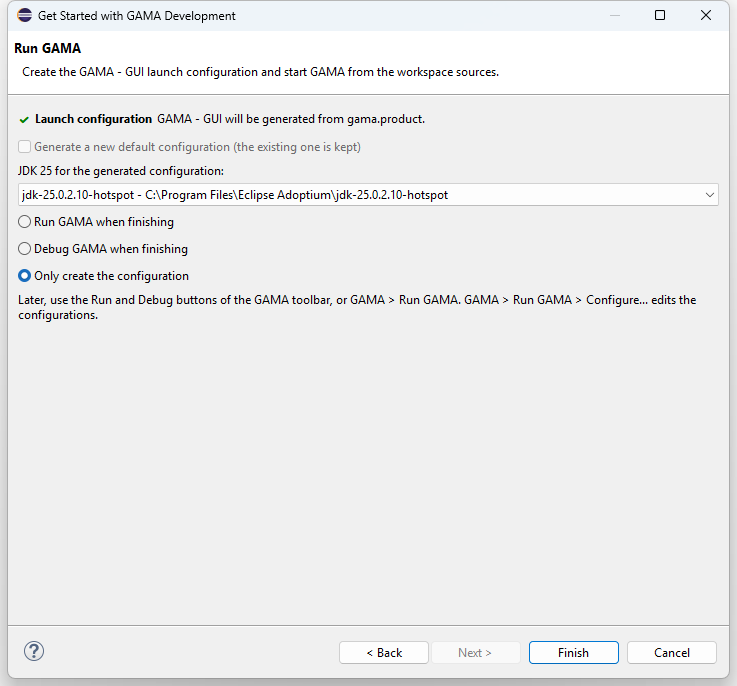 Get Started with GAMA Development
Run GAMA
Create the GAMA - GUI launch configuration and start GAMA from the workspace sources.
Launch configuration GAMA - GUI will be generated from gama.product.
Generate a new default configuration (the existing one is kept)
JDK 25 for the generated configuration:
jdk-25.0.2.10-hotspot - C:\Program Files\Eclipse Adoptium\jdk-25.0.2.10-hotspot
Run GAMA when finishing
Debug GAMA when finishing
Only create the configuration
Later, use the Run and Debug buttons of the GAMA toolbar, or GAMA > Run GAMA. GAMA > Run GAMA > Configure... edits the
configurations.
? < Back Next > Finish Cancel